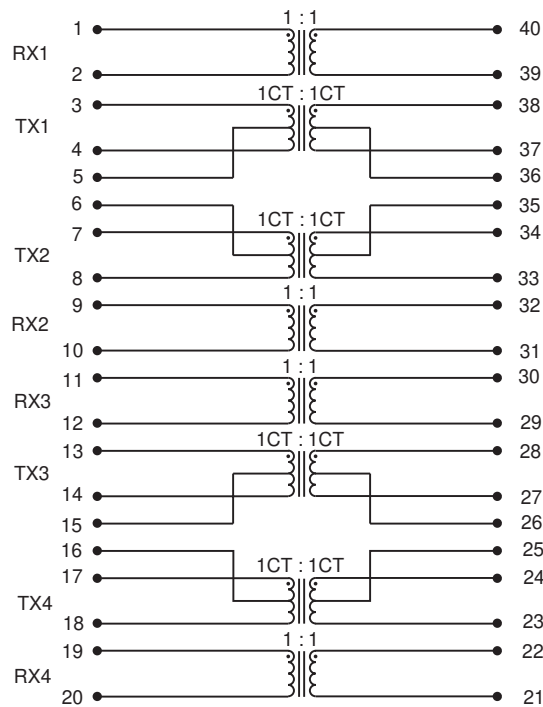 1 1 : 1 40
RX1
2 39
3 1CT : 1CT 38
TX1
4 37
5 36
6 35
7 1CT : 1CT 34
TX2
8 33
9 1 : 1 32
RX2
10 31
11 1 : 1 30
RX3
12 29
13 1CT : 1CT 28
TX3
14 27
15 26
16 25
17 1CT : 1CT 24
TX4
18 23
19 1 : 1 22
RX4
20 21